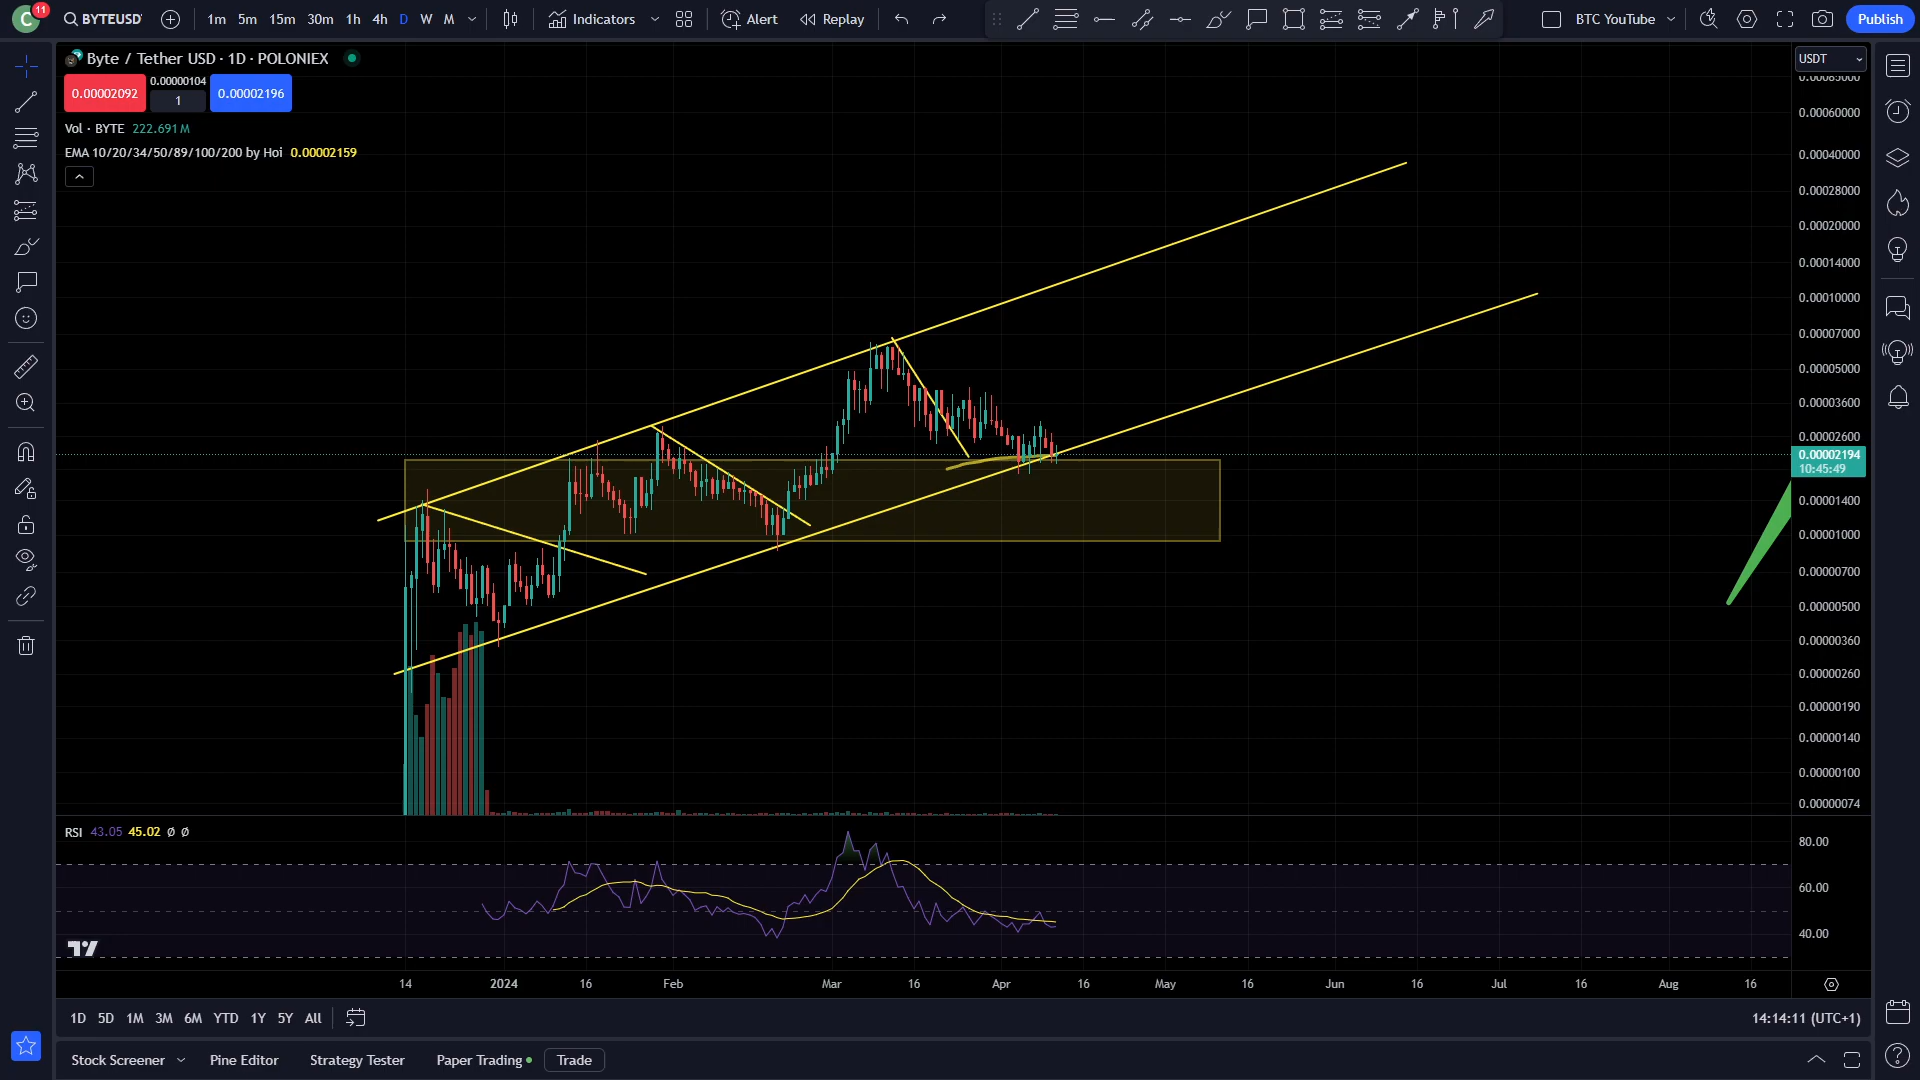 C 11 BYTEUSD 1m 5m 15m 30m 1h 4h D W M Indicators Alert Replay BTC YouTube Publish
Byte / Tether USD · 1D · POLONIEX
0.00002092 0.00000104 1 0.00002196
Vol · BYTE 222.691M
EMA 10/20/34/50/89/100/200 by Hoi 0.00002159
USDT
0.00085000
0.00060000
0.00040000
0.00028000
0.00020000
0.00014000
0.00010000
0.00007000
0.00005000
0.00003600
0.00002600
0.00002194
10:45:49
0.00001400
0.00001000
0.00000700
0.00000500
0.00000360
0.00000260
0.00000190
0.00000140
0.00000100
0.00000074
RSI 43.05 45.02 Ø Ø
80.00
60.00
40.00
14 2024 16 Feb Mar 16 Apr 16 May 16 Jun 16 Jul 16 Aug 16
1D 5D 1M 3M 6M YTD 1Y 5Y All 14:14:11 (UTC+1)
Stock Screener Pine Editor Strategy Tester Paper Trading Trade